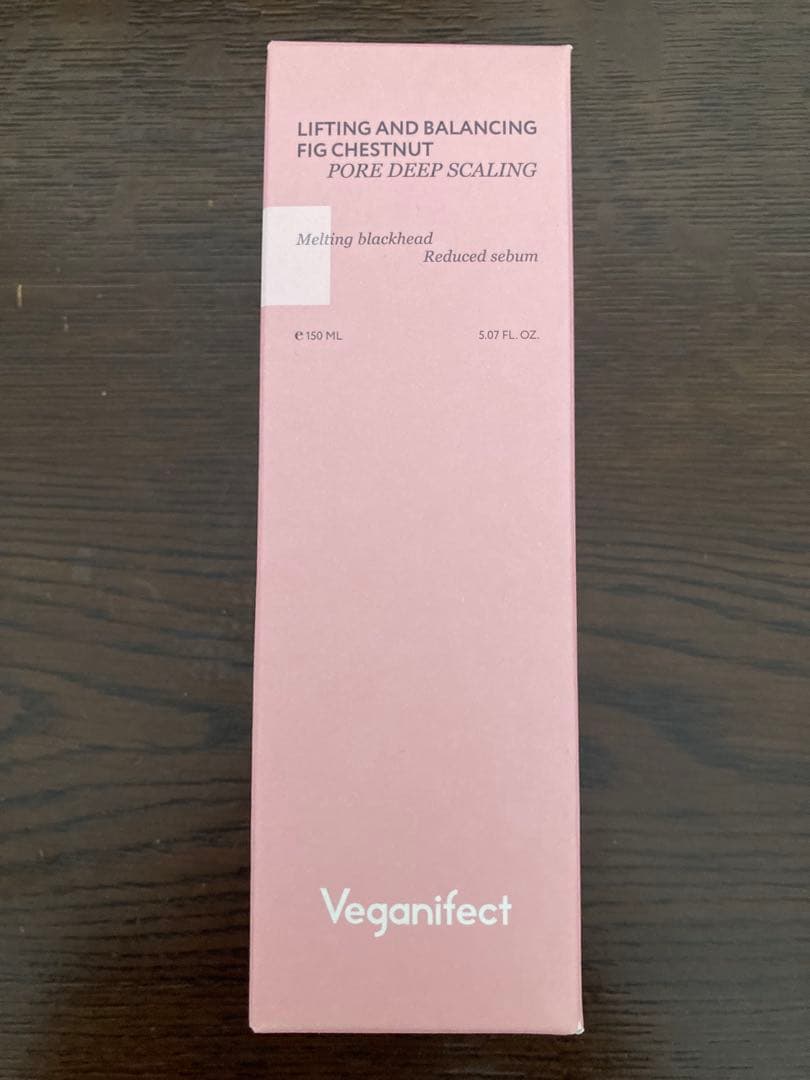 LIFTING AND BALANCING
FIG CHESTNUT
PORE DEEP SCALING
Melting blackhead
Reduced sebum
℮ 150 ML 5.07 FL. OZ.
Veganifect